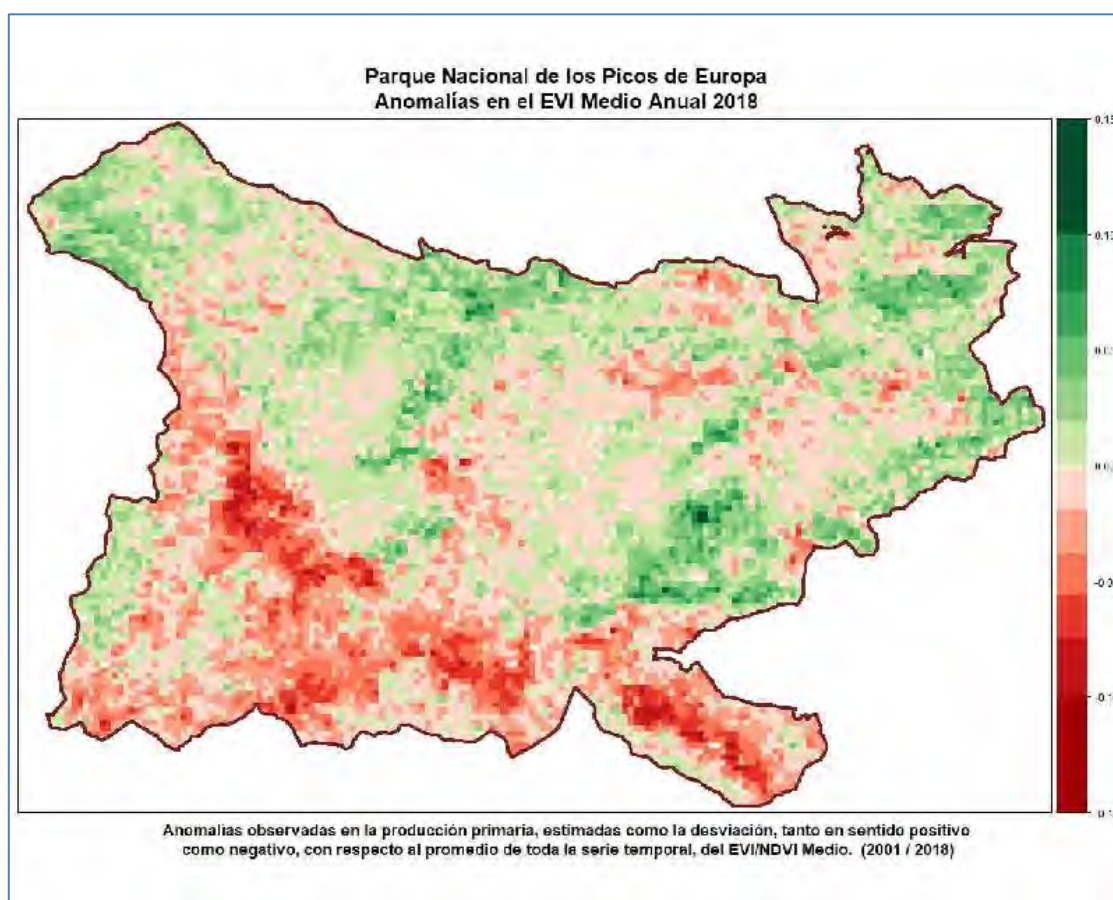 Parque Nacional de los Picos de Europa
Anomalías en el EVI Medio Anual 2018
Anomalías observadas en la producción primaria, estimadas como la desviación, tanto en sentido positivo
como negativo, con respecto al promedio de toda la serie temporal, del EVI/NDVI Medio. (2001 / 2018)